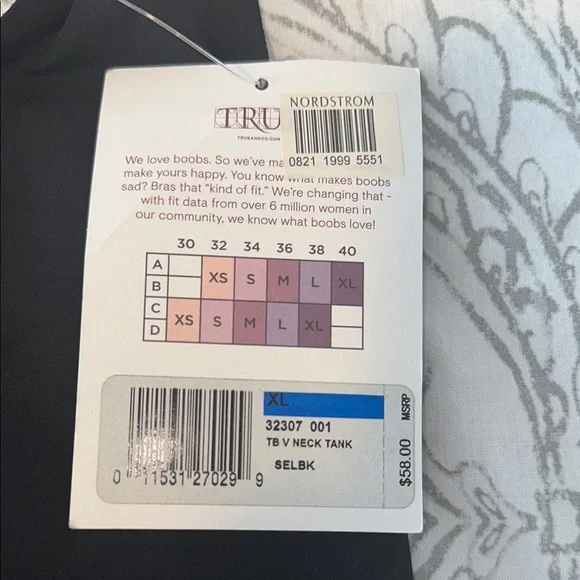 TRU
NORDSTROM
0821 1999 5551
TRUEANDCO.COM
We love boobs. So we've ma
make yours happy. You know what makes boobs
sad? Bras that "kind of fit." We're changing that -
with fit data from over 6 million women in
our community, we know what boobs love!
30 32 34 36 38 40
A
B
XS S M L XL
C
D
XS S M L XL
XL
32307 001
TB V NECK TANK
SELBK
$58.00 MSRP
0 11531 27029 9